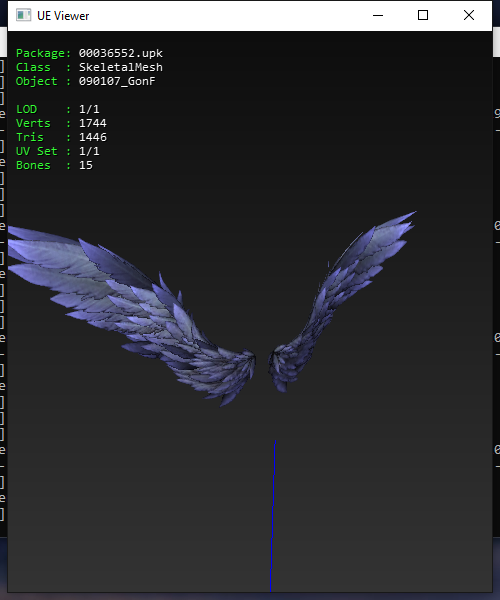 UE Viewer
Package: 00036552.upk
Class : SkeletalMesh
Object : 090107_GonF
LOD : 1/1
Verts : 1744
Tris : 1446
UV Set : 1/1
Bones : 15